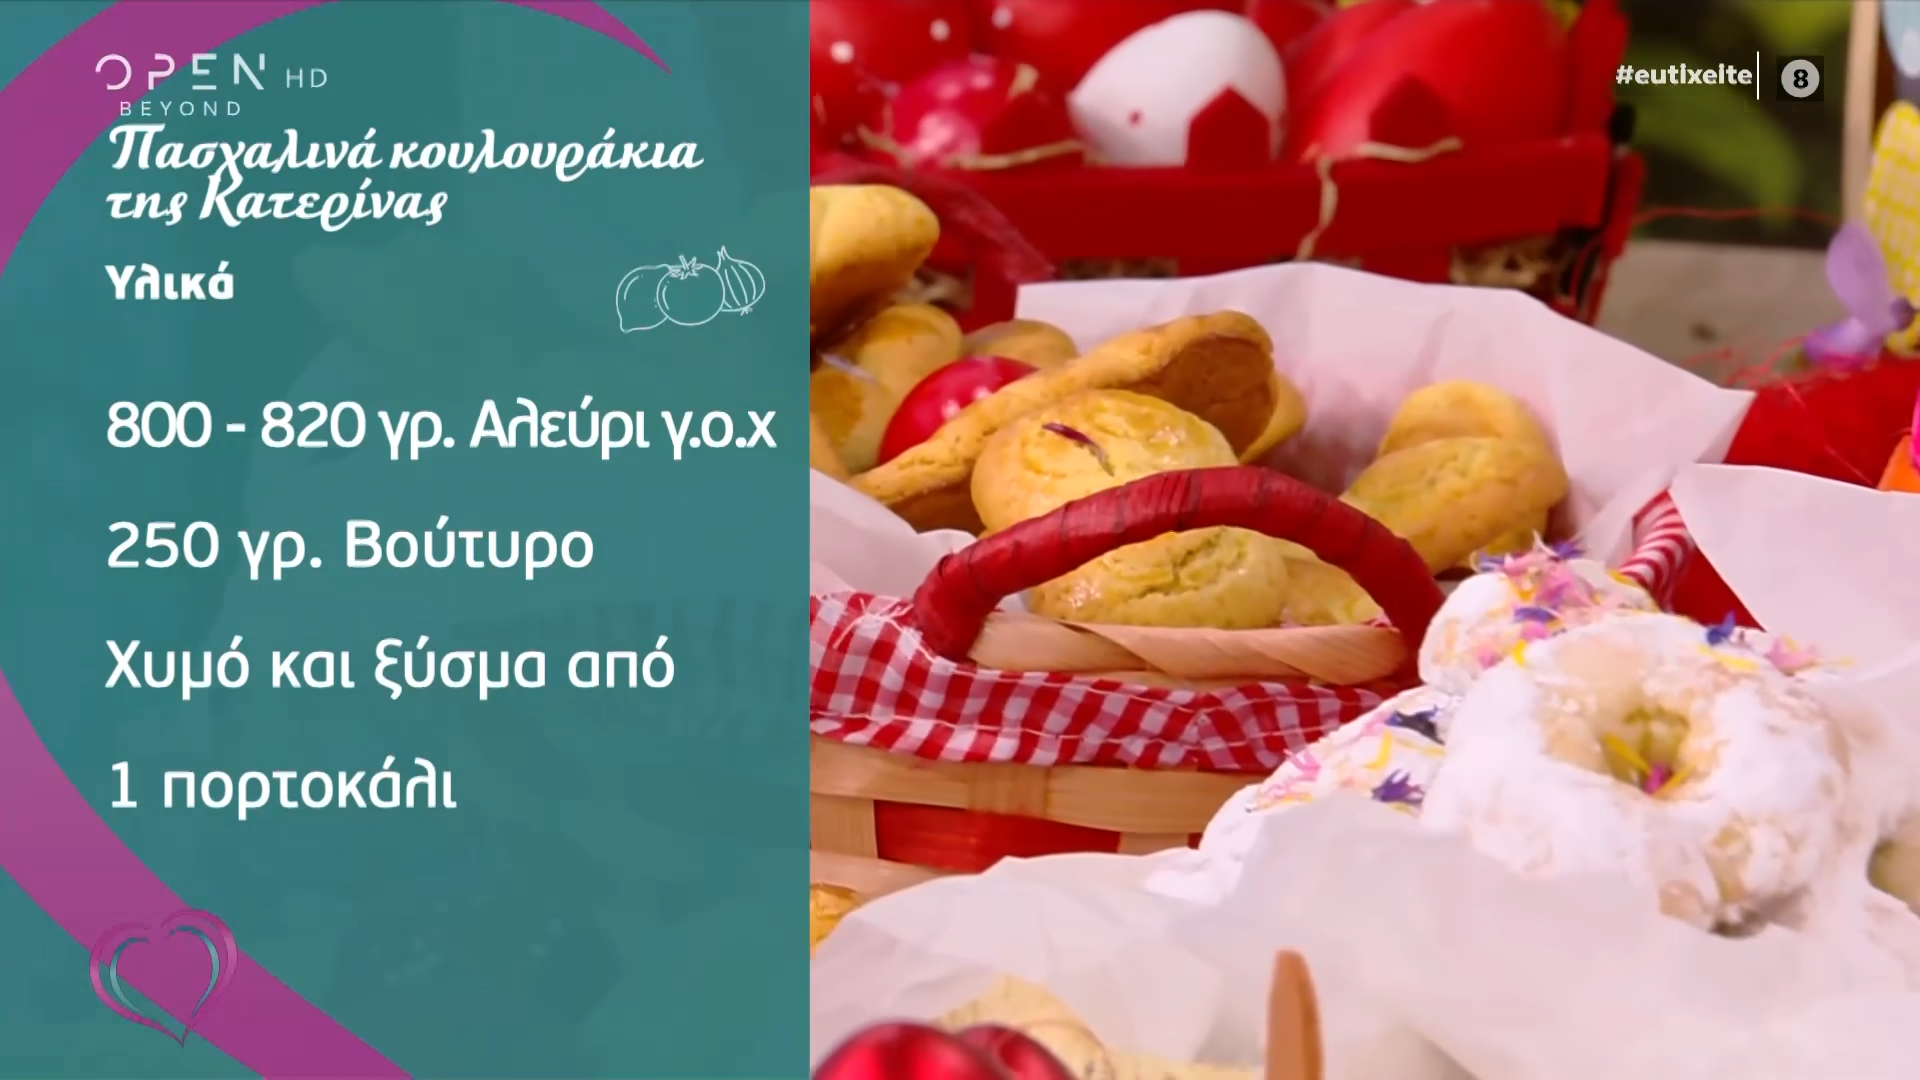 OPEN HD
BEYOND
#eutixeite
8
Πασχαλινά κουλουράκια
της Κατερίνας
Υλικά
800 - 820 γρ. Αλεύρι γ.ο.χ
250 γρ. Βούτυρο
Χυμό και ξύσμα από
1 πορτοκάλι